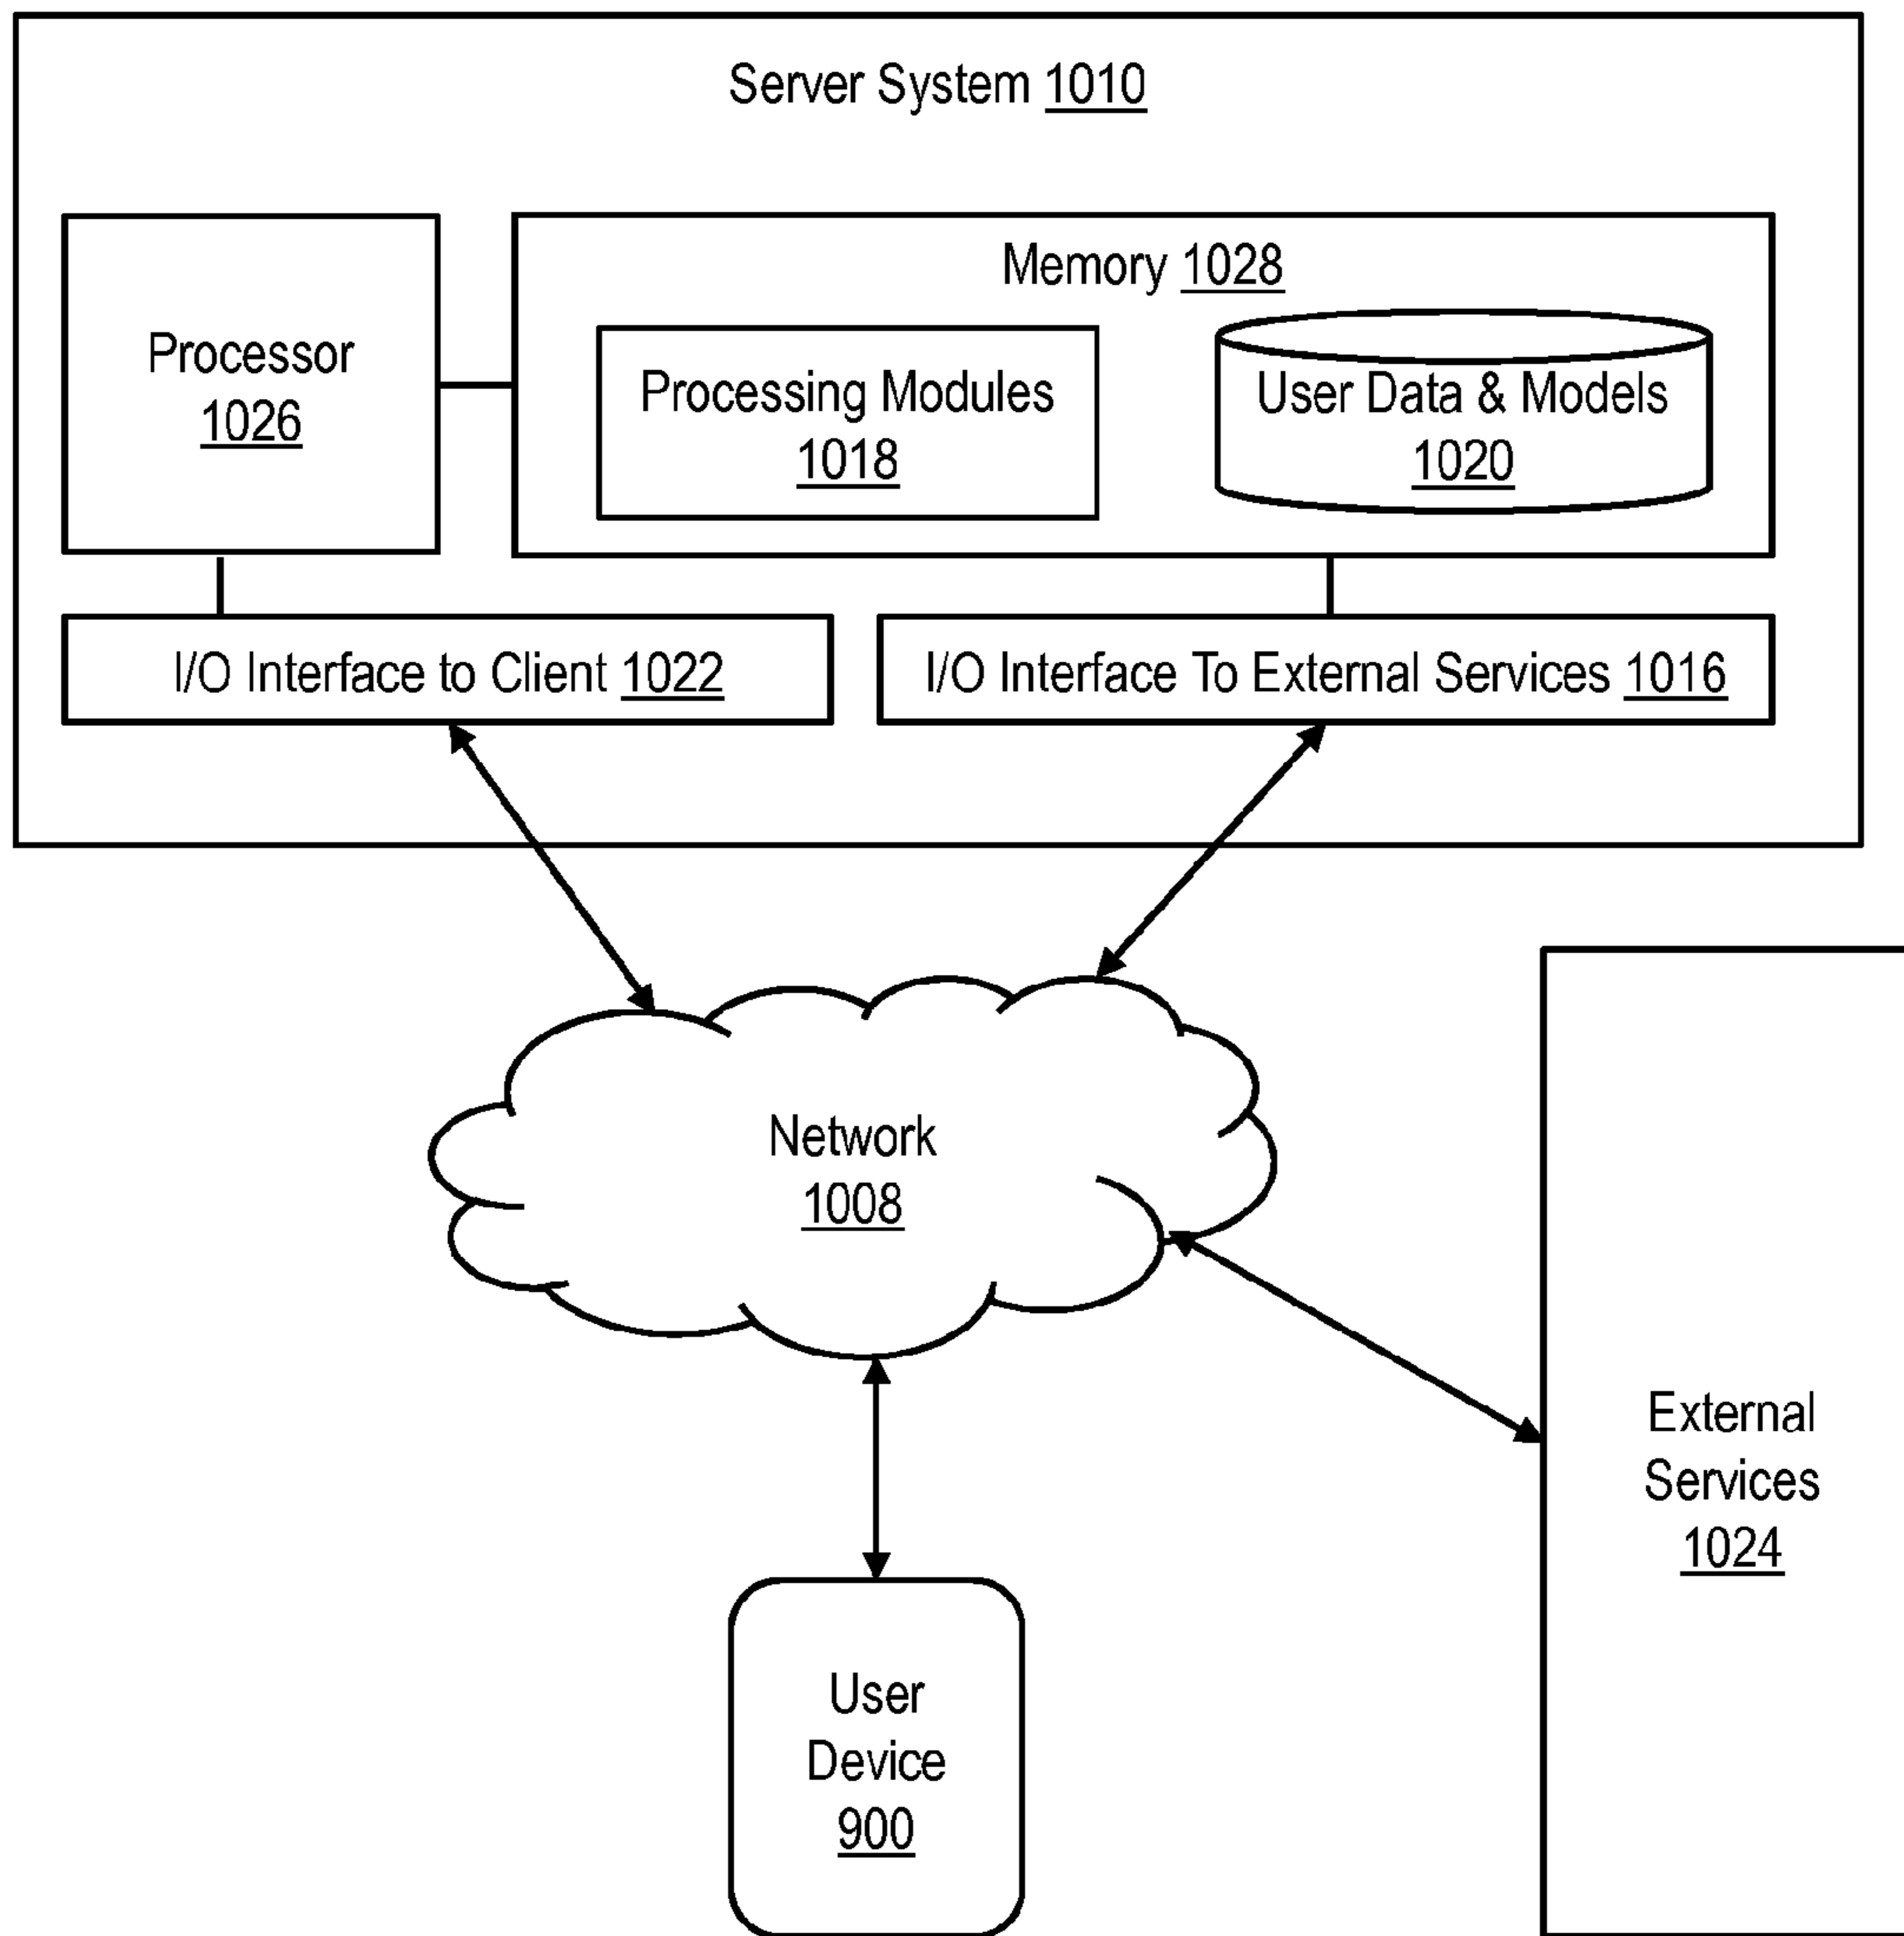 Server System 1010
Memory 1028
Processor
1026
Processing Modules
1018
User Data & Models
1020
I/O Interface to Client 1022
I/O Interface To External Services 1016
Network
1008
External
Services
1024
User
Device
900